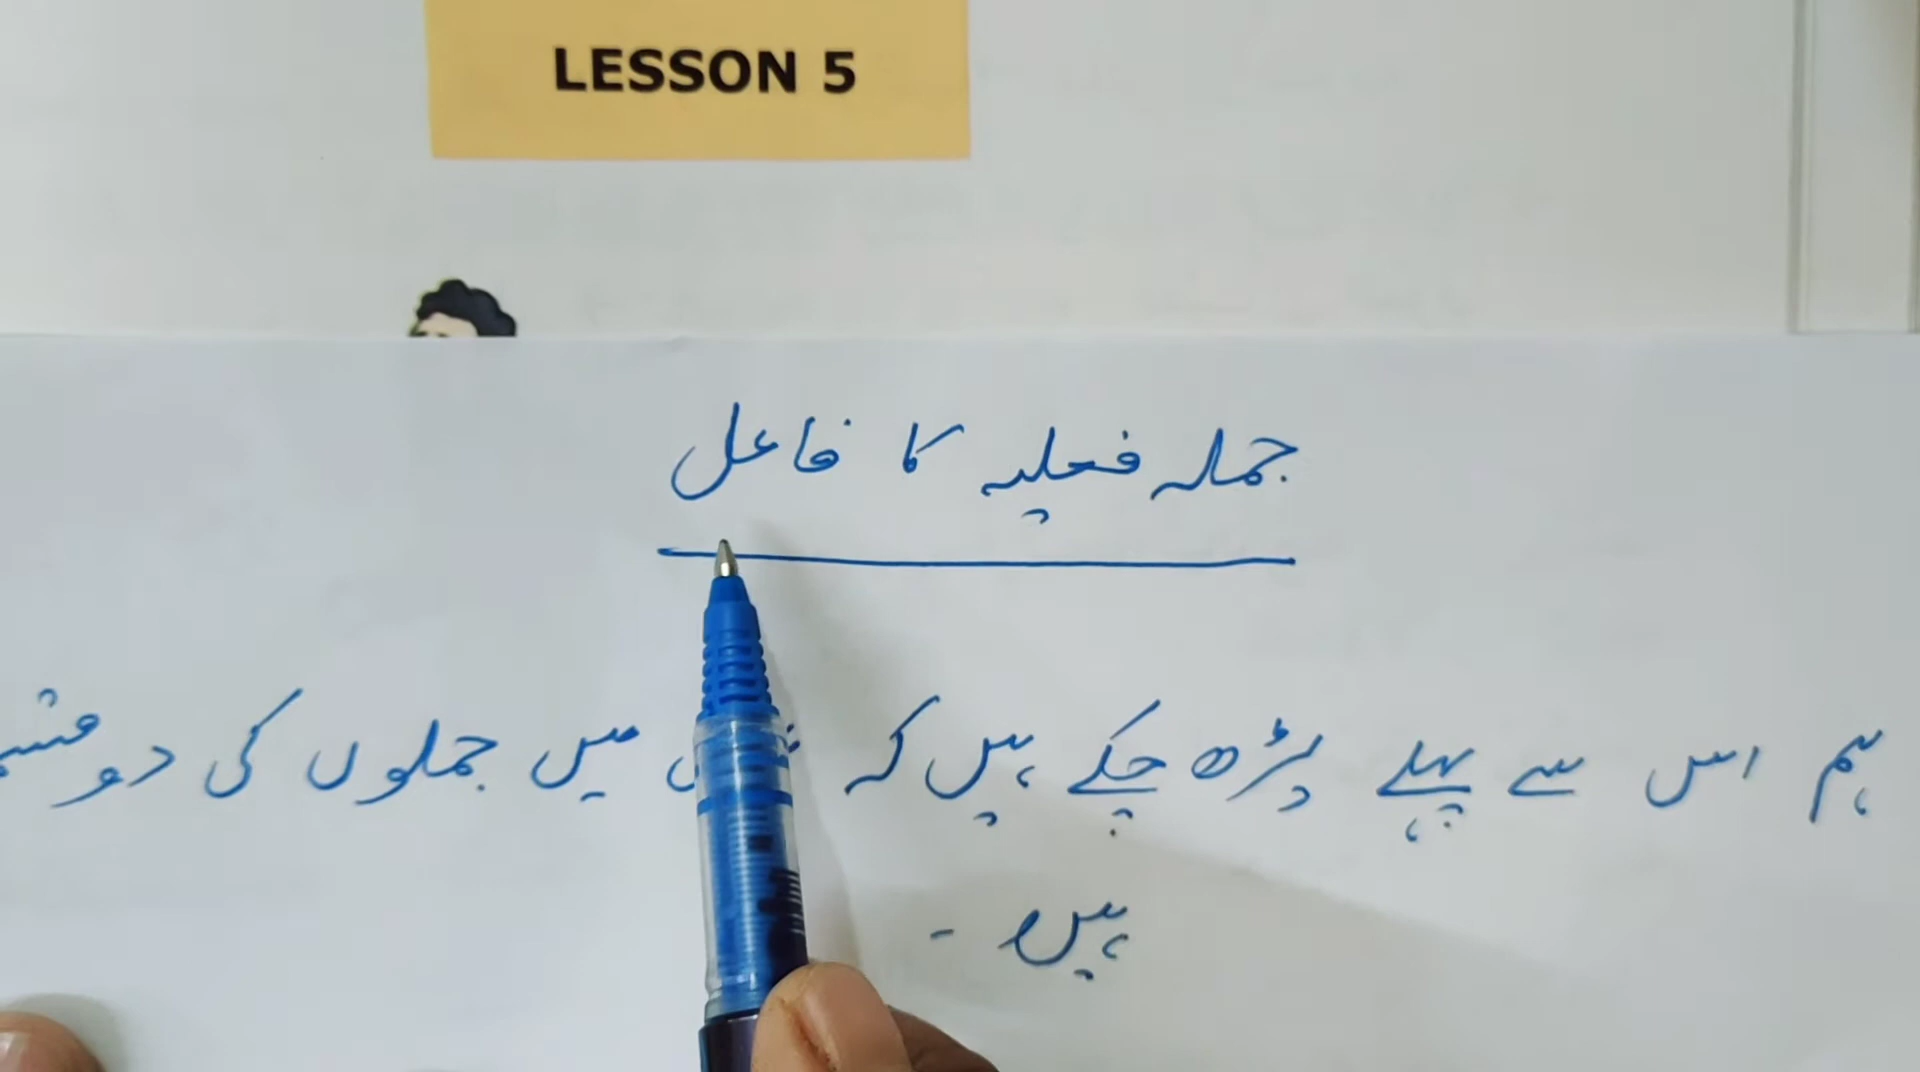 LESSON 5
جملہ فعلیہ کا فاعل
ہم اس سے پہلے پڑھ چکے ہیں کہ میں جملوں کی دو
ہیں -